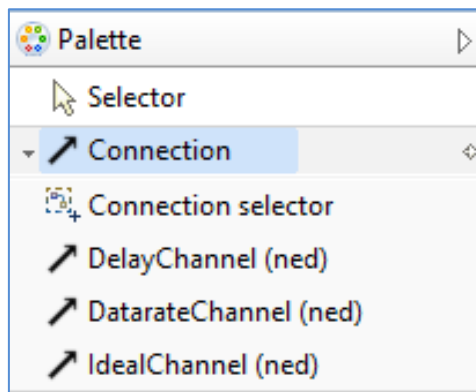 Palette
Selector
Connection
Connection selector
DelayChannel (ned)
DatarateChannel (ned)
IdealChannel (ned)